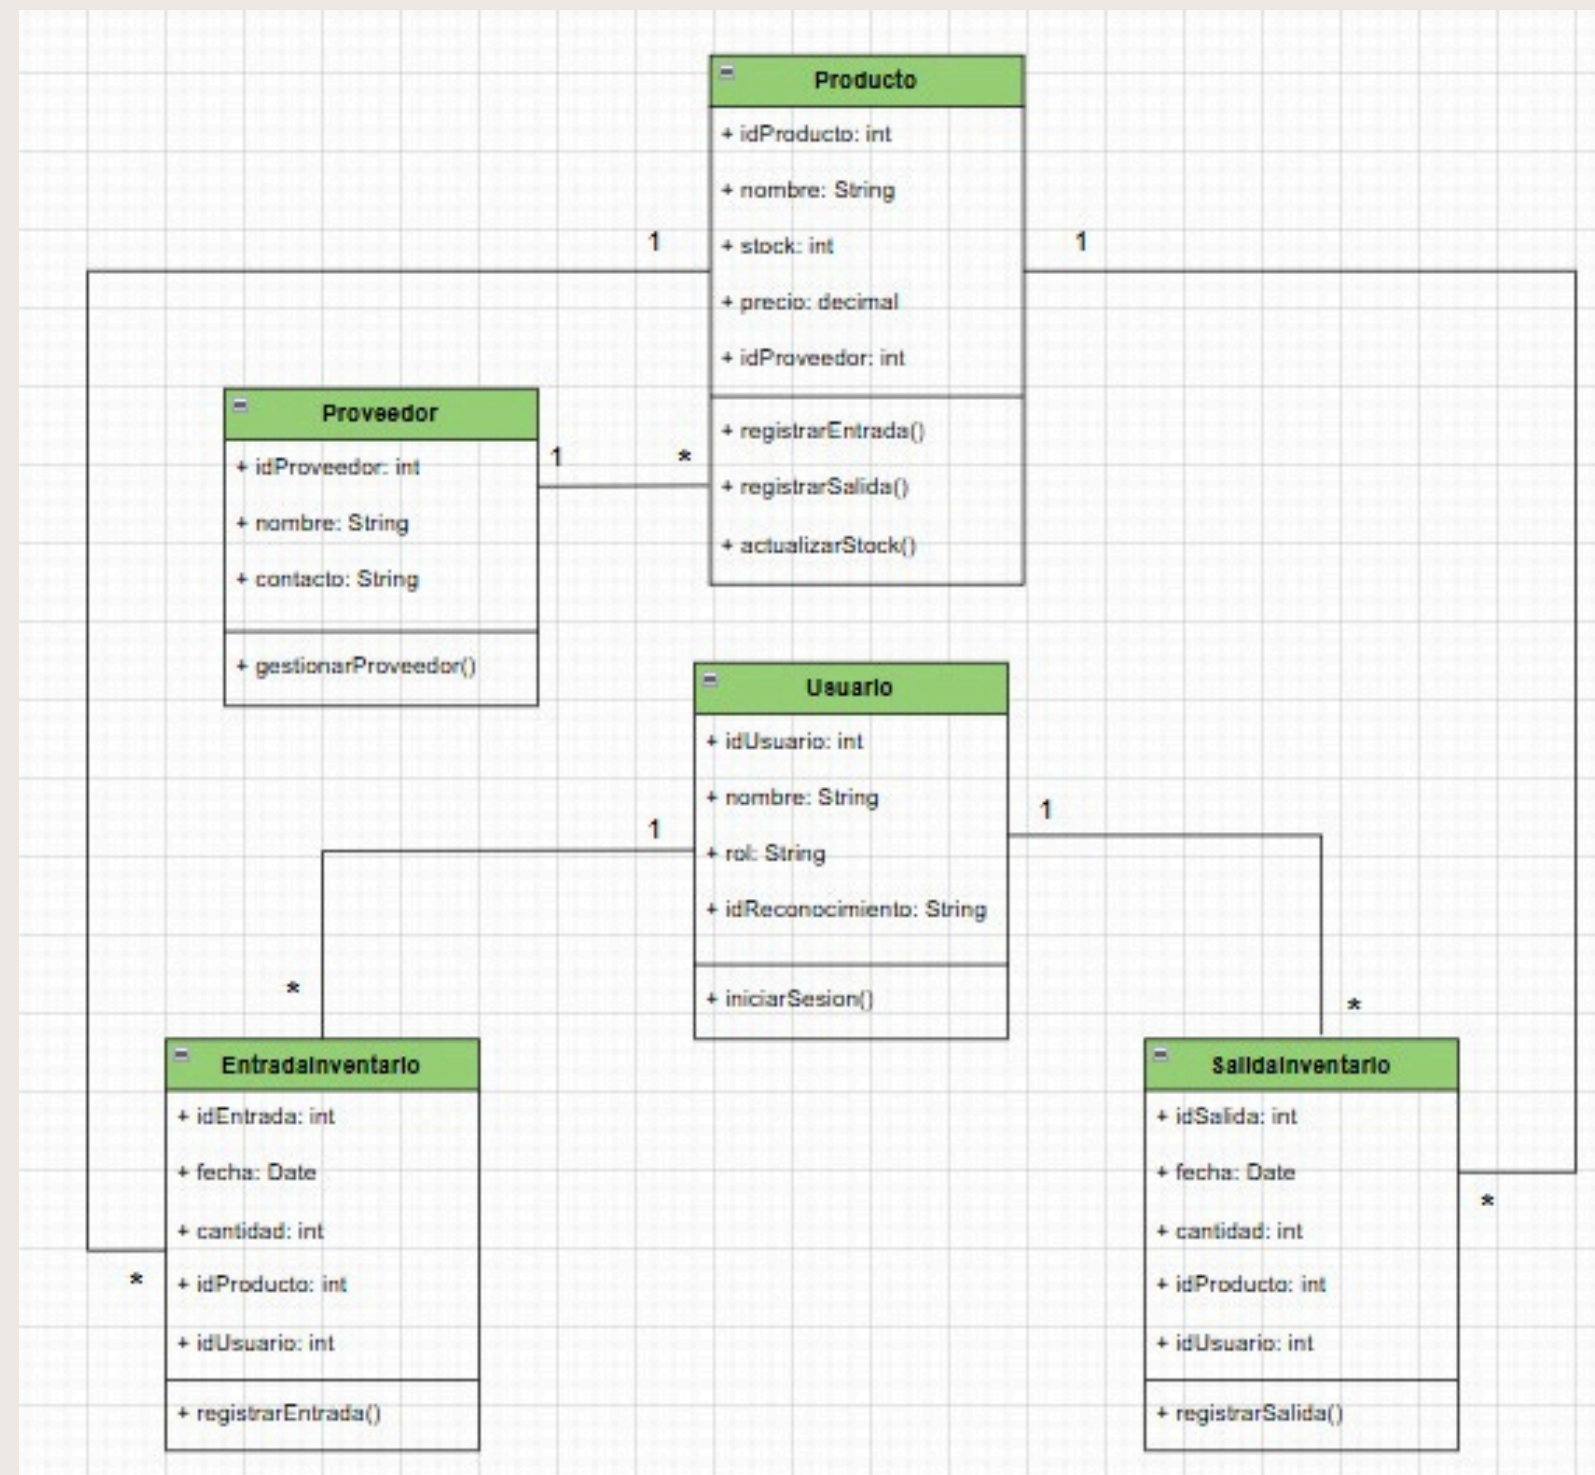 Producto
+ idProducto: int
+ nombre: String
+ stock: int
+ precio: decimal
+ idProveedor: int
+ registrarEntrada()
+ registrarSalida()
+ actualizarStock()
1
1
Proveedor
+ idProveedor: int
+ nombre: String
+ contacto: String
+ gestionarProveedor()
1
*
Usuario
+ idUsuario: int
+ nombre: String
+ rol: String
+ idReconocimiento: String
+ iniciarSesion()
1
1
*
*
EntradaInventario
+ idEntrada: int
+ fecha: Date
+ cantidad: int
+ idProducto: int
+ idUsuario: int
+ registrarEntrada()
*
SalidaInventario
+ idSalida: int
+ fecha: Date
+ cantidad: int
+ idProducto: int
+ idUsuario: int
+ registrarSalida()
*